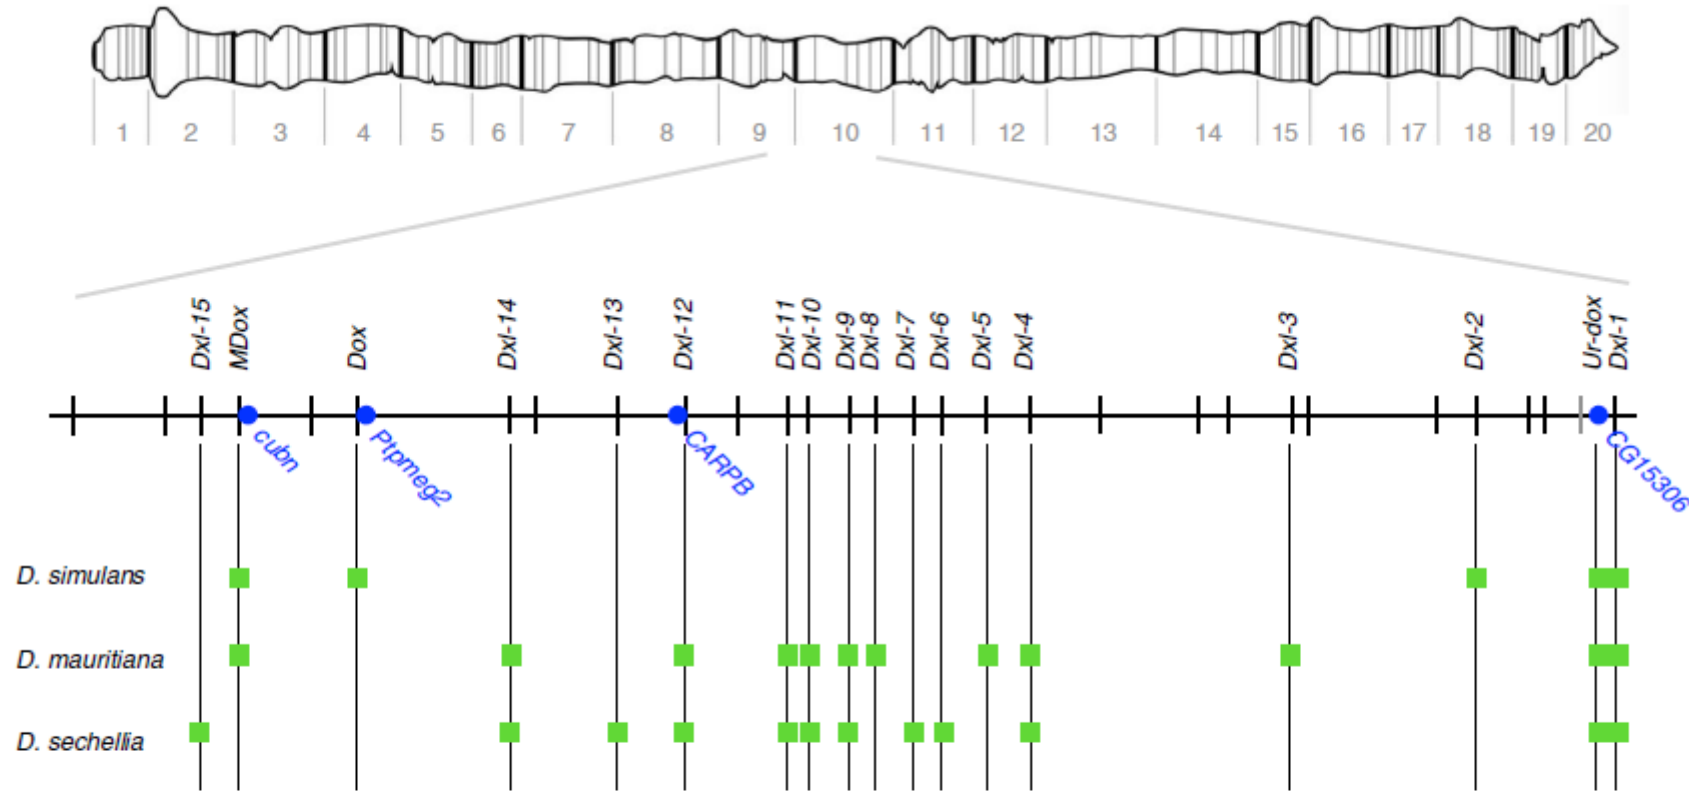 1 2 3 4 5 6 7 8 9 10 11 12 13 14 15 16 17 18 19 20
Dxl-15 MDox Dox Dxl-14 Dxl-13 Dxl-12 Dxl-11 Dxl-10 Dxl-9 Dxl-8 Dxl-7 Dxl-6 Dxl-5 Dxl-4 Dxl-3 Dxl-2 Ur-dox Dxl-1
cubn Ptpmeg2 CARPB CG15306
D. simulans
D. mauritiana
D. sechellia